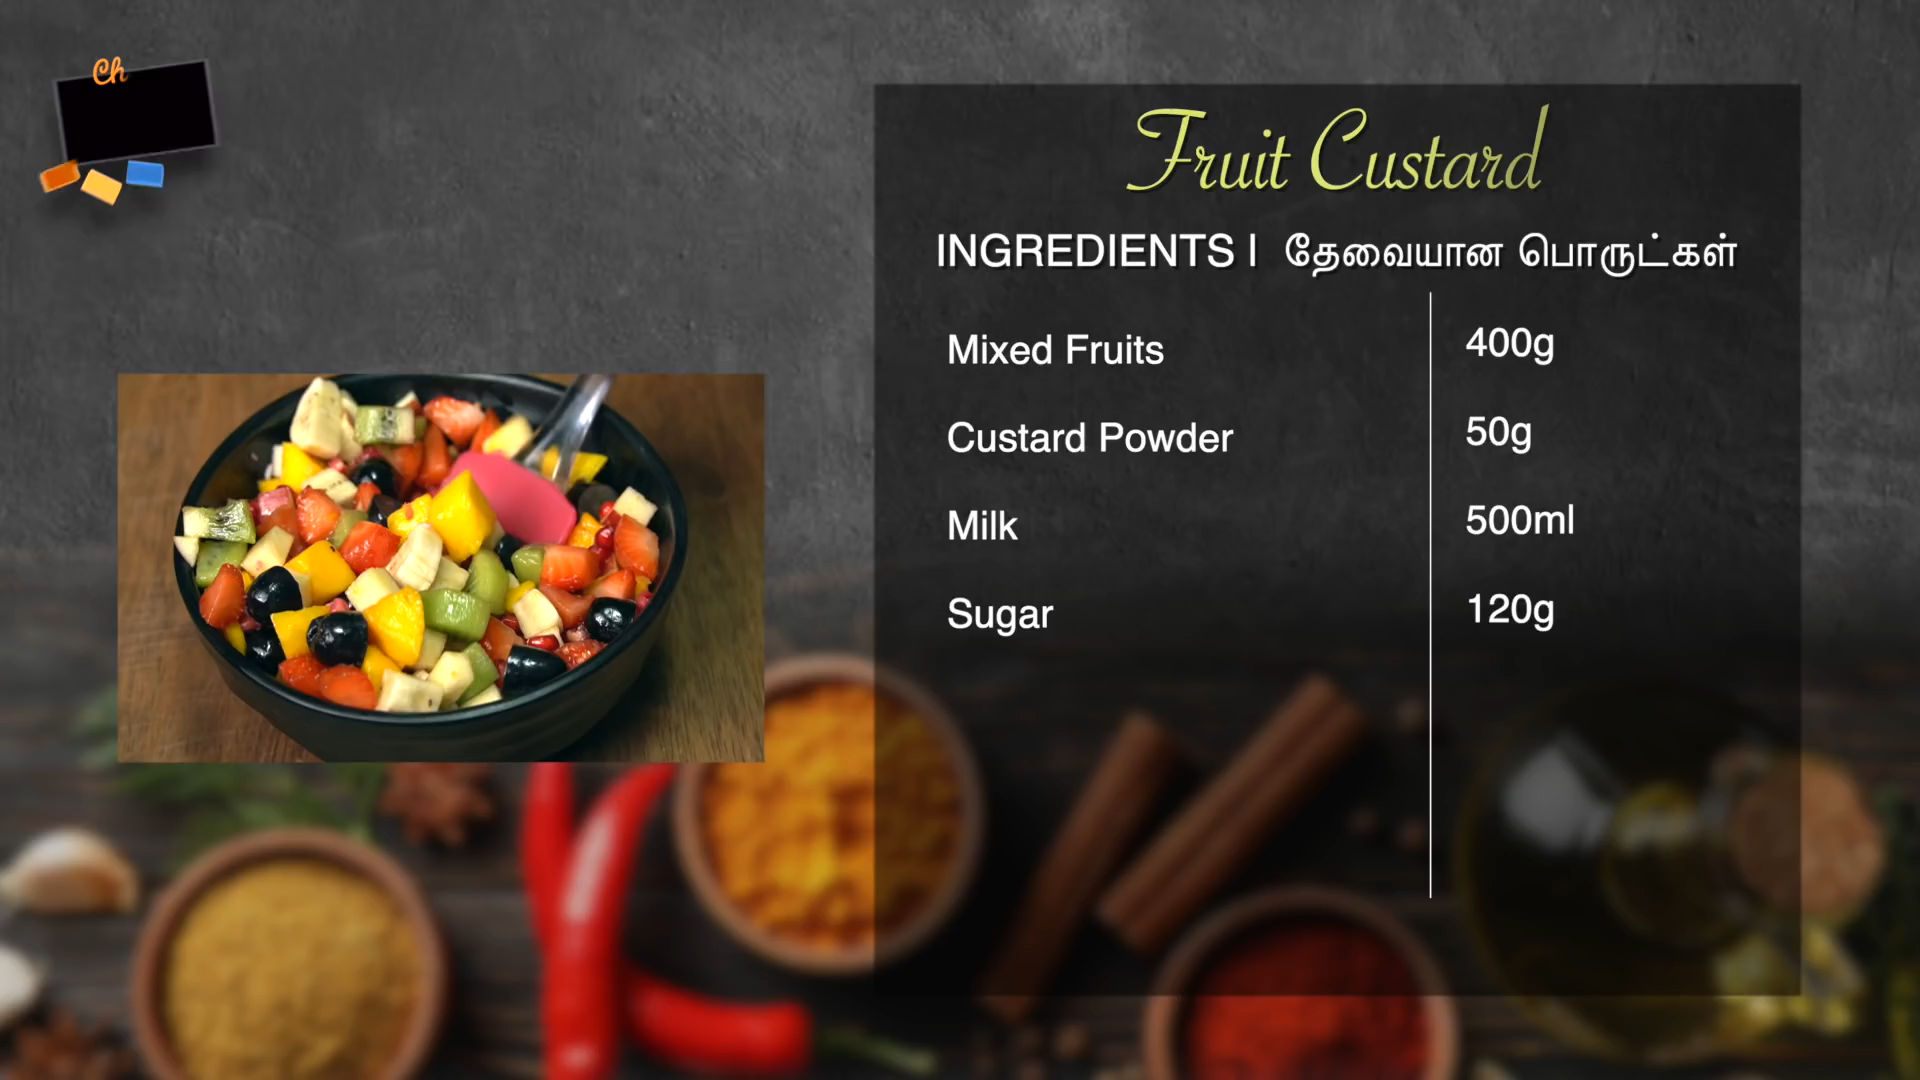 Ch
Fruit Custard
INGREDIENTS | தேவையான பொருட்கள்
Mixed Fruits 400g
Custard Powder 50g
Milk 500ml
Sugar 120g